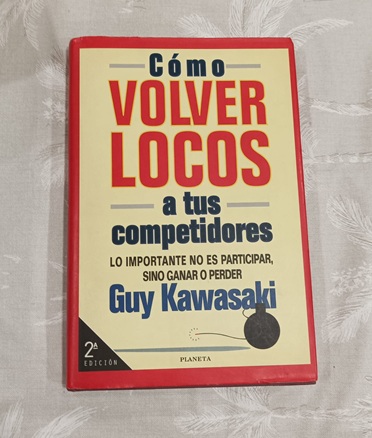 Cómo
VOLVER
LOCOS
a tus
competidores
LO IMPORTANTE NO ES PARTICIPAR,
SINO GANAR O PERDER
Guy Kawasaki
2ª
EDICIÓN
PLANETA